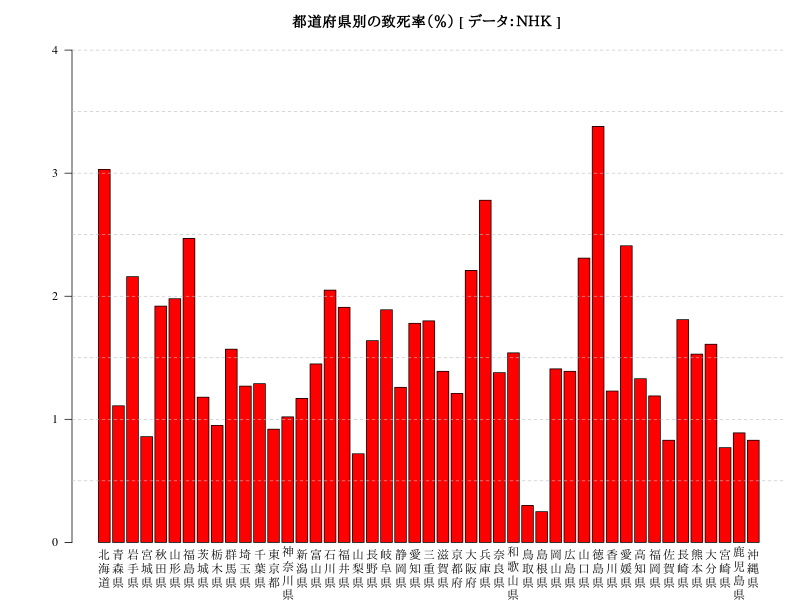 都道府県別の致死率(%) [ データ:NHK ]
4
3
2
1
0
北海道
青森県
岩手県
宮城県
秋田県
山形県
福島県
茨城県
栃木県
群馬県
埼玉県
千葉県
東京都
神奈川県
新潟県
富山県
石川県
福井県
山梨県
長野県
岐阜県
静岡県
愛知県
三重県
滋賀県
京都府
大阪府
兵庫県
奈良県
和歌山県
鳥取県
島根県
岡山県
広島県
山口県
徳島県
香川県
愛媛県
高知県
福岡県
佐賀県
長崎県
熊本県
大分県
宮崎県
鹿児島県
沖縄県